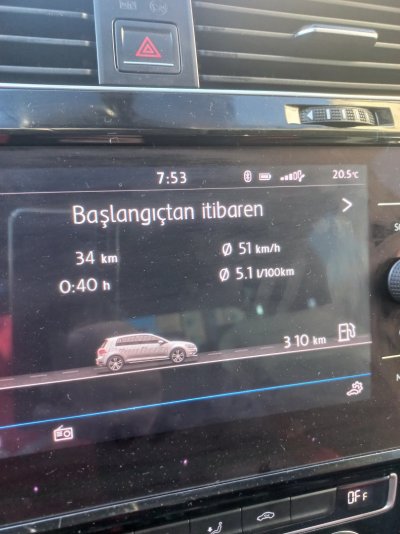 7:53 20.5°C
Başlangıçtan itibaren
34 km Ø 51 km/h
0:40 h Ø 5.1 l/100km
310 km
OFF